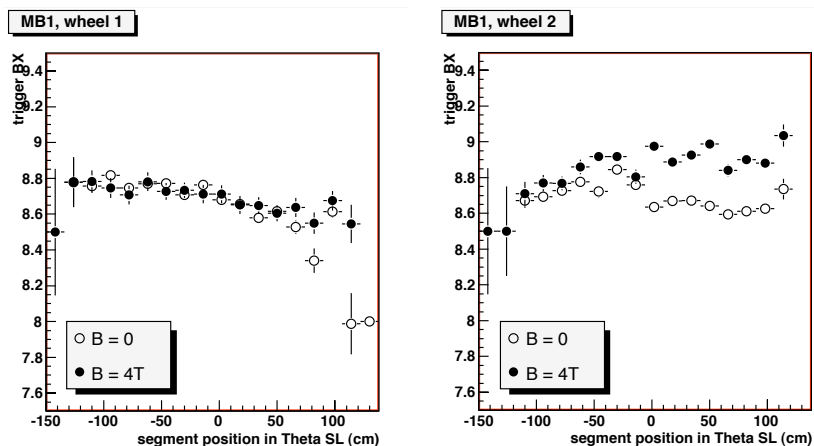 MB1, wheel 1
trigger BX
9.4
9.2
9
8.8
8.6
8.4
8.2
8
7.8
7.6
B = 0
B = 4T
-150 -100 -50 0 50 100
segment position in Theta SL (cm)
MB1, wheel 2
trigger BX
9.4
9.2
9
8.8
8.6
8.4
8.2
8
7.8
7.6
B = 0
B = 4T
-150 -100 -50 0 50 100
segment position in Theta SL (cm)